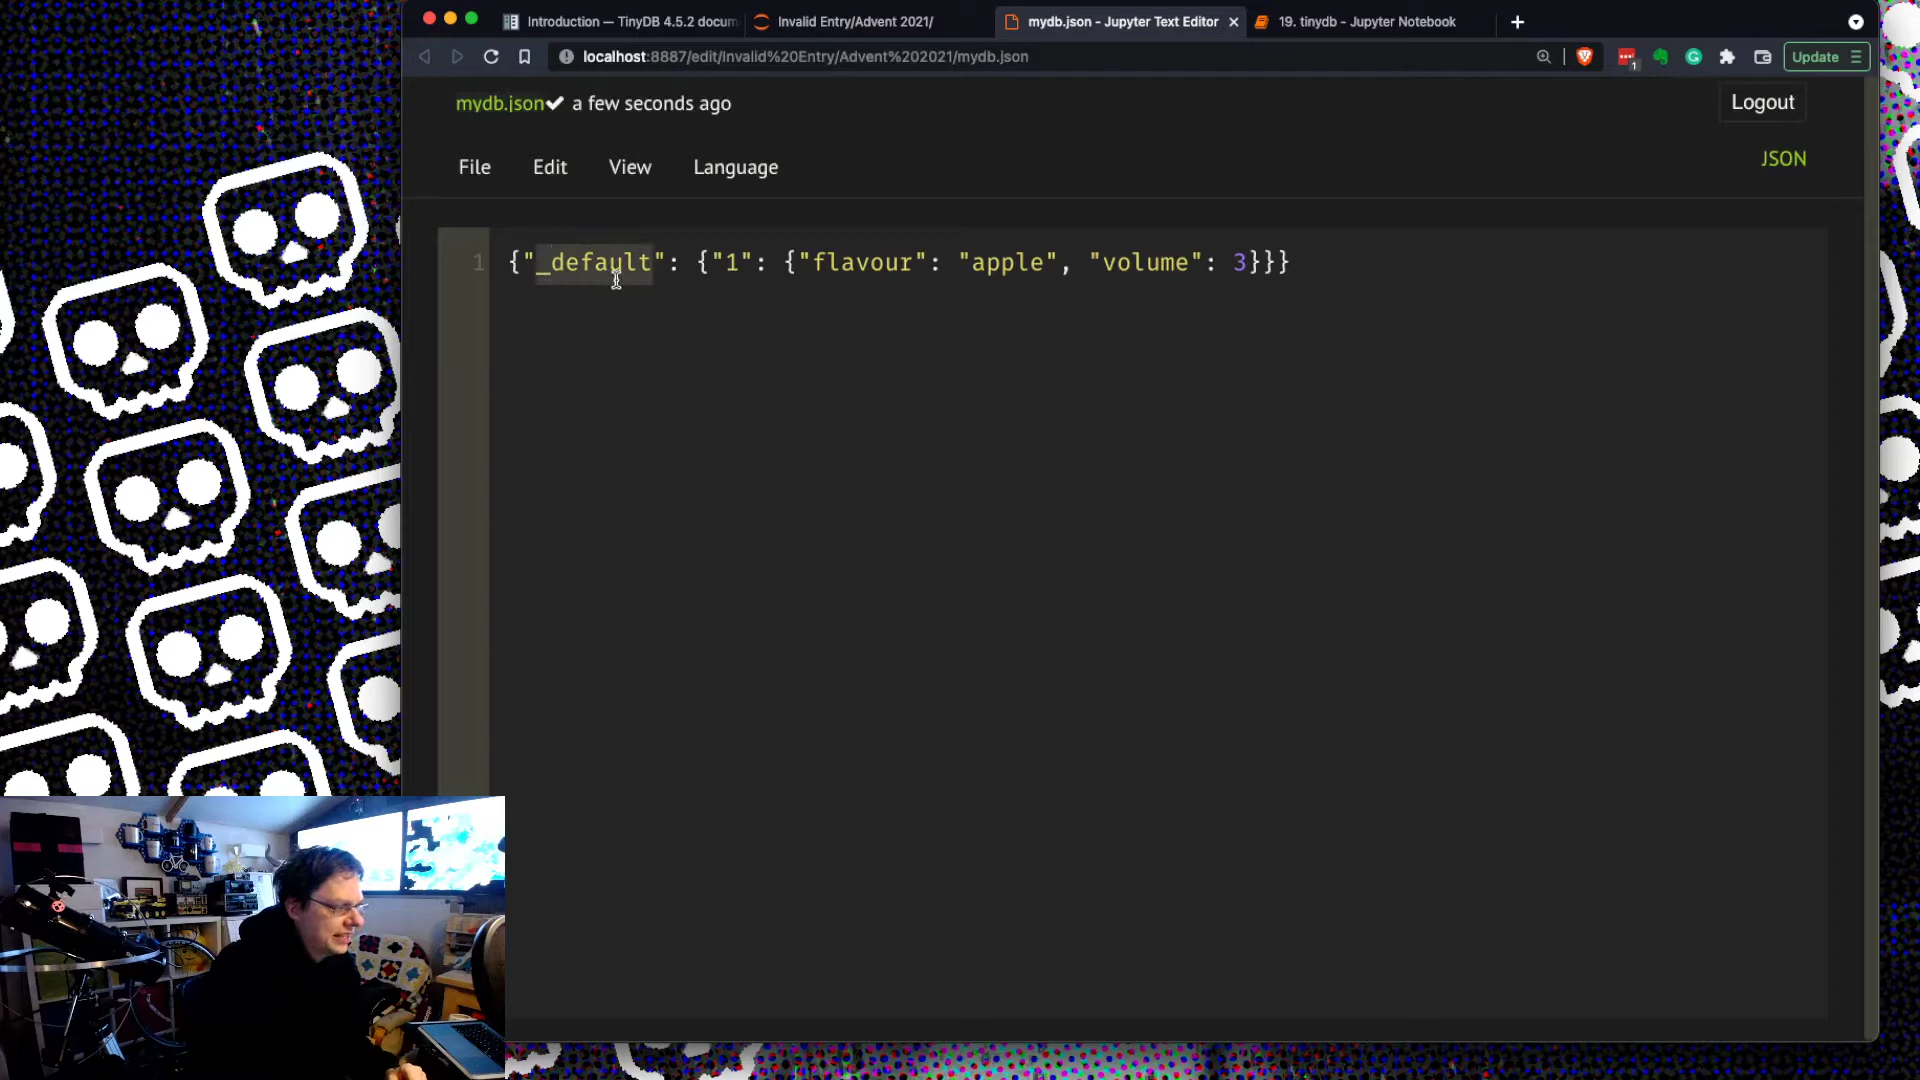 Introduction — TinyDB 4.5.2 docum
Invalid Entry/Advent 2021/
mydb.json - Jupyter Text Editor
19. tinydb - Jupyter Notebook
localhost:8887/edit/Invalid%20Entry/Advent%202021/mydb.json
1
Update
mydb.json a few seconds ago
Logout
File Edit View Language
JSON
1 {"_default": {"1": {"flavour": "apple", "volume": 3}}}